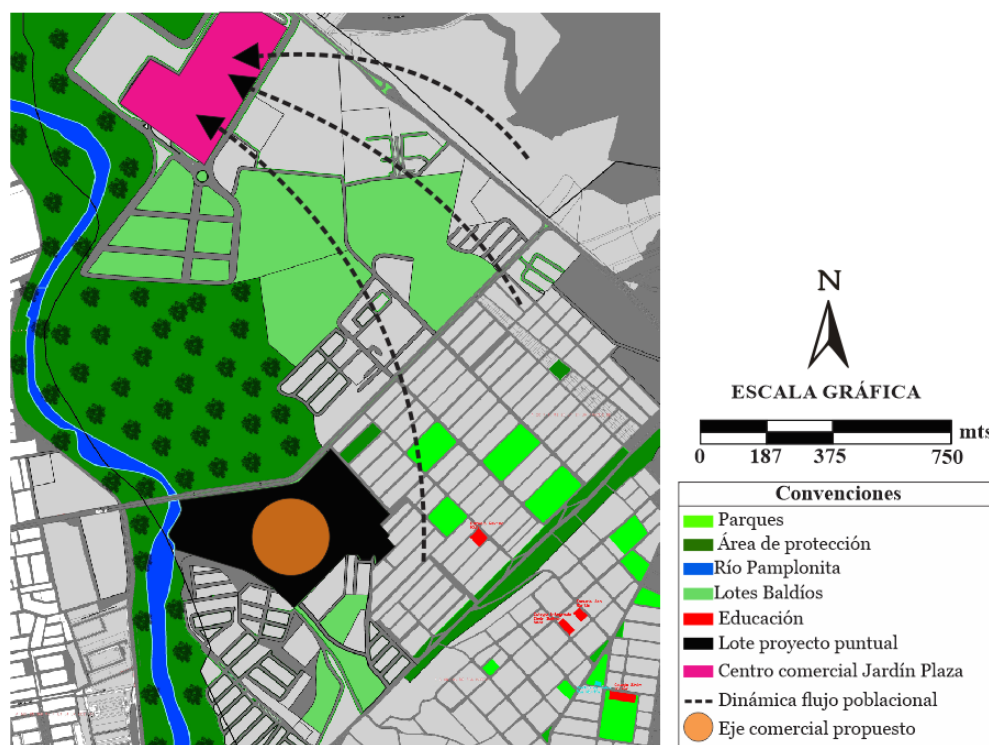 N
ESCALA GRÁFICA
mts
0 187 375 750
Convenciones
Parques
Área de protección
Río Pamplonita
Lotes Baldíos
Educación
Lote proyecto puntual
Centro comercial Jardín Plaza
Dinámica flujo poblacional
Eje comercial propuesto